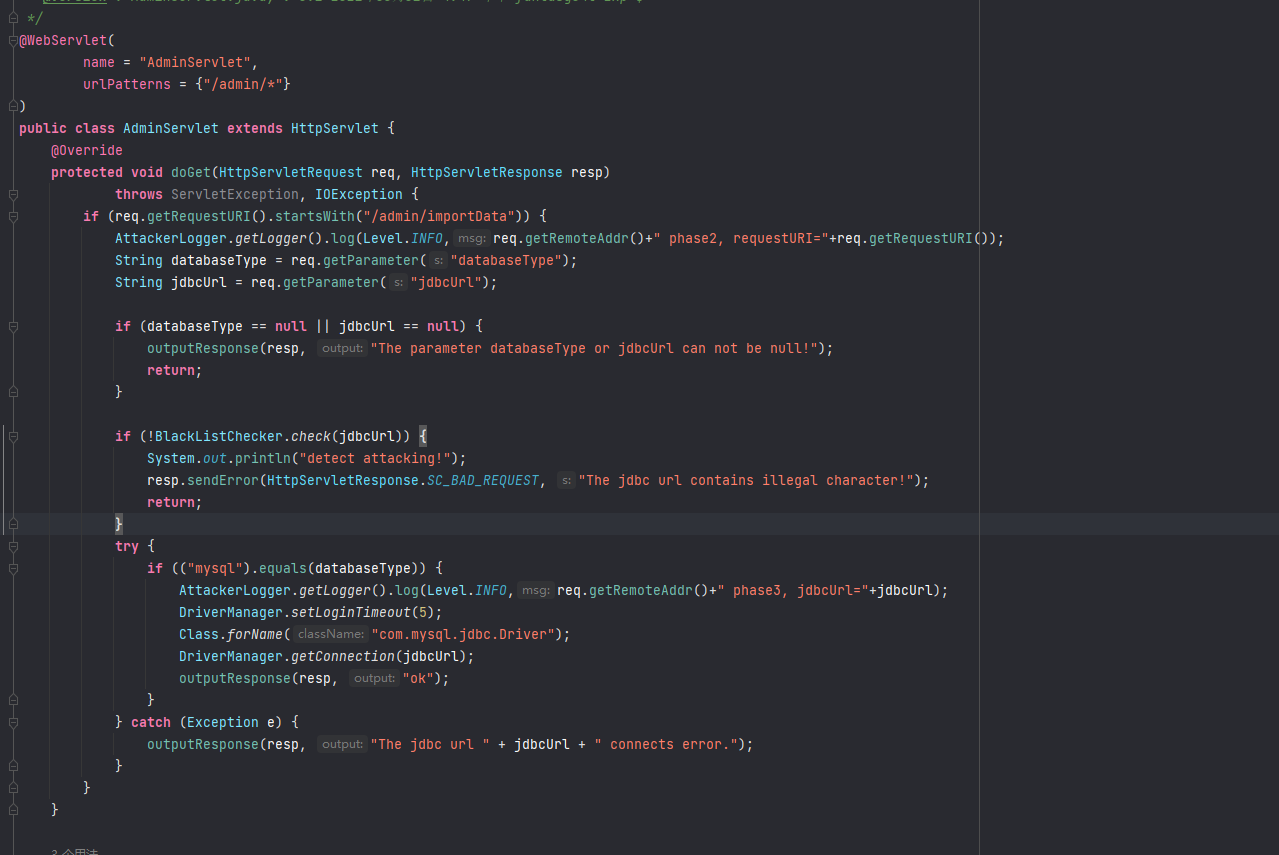 */
@WebServlet(
name = "AdminServlet",
urlPatterns = {"/admin/*"}
)
public class AdminServlet extends HttpServlet {
@Override
protected void doGet(HttpServletRequest req, HttpServletResponse resp)
throws ServletException, IOException {
if (req.getRequestURI().startsWith("/admin/importData")) {
AttackerLogger.getLogger().log(Level.INFO, msg: req.getRemoteAddr()+" phase2, requestURI="+req.getRequestURI());
String databaseType = req.getParameter( s: "databaseType");
String jdbcUrl = req.getParameter( s: "jdbcUrl");
if (databaseType == null || jdbcUrl == null) {
outputResponse(resp, output: "The parameter databaseType or jdbcUrl can not be null!");
return;
}
if (!BlackListChecker.check(jdbcUrl)) {
System.out.println("detect attacking!");
resp.sendError(HttpServletResponse.SC_BAD_REQUEST, s: "The jdbc url contains illegal character!");
return;
}
try {
if (("mysql").equals(databaseType)) {
AttackerLogger.getLogger().log(Level.INFO, msg: req.getRemoteAddr()+" phase3, jdbcUrl="+jdbcUrl);
DriverManager.setLoginTimeout(5);
Class.forName( className: "com.mysql.jdbc.Driver");
DriverManager.getConnection(jdbcUrl);
outputResponse(resp, output: "ok");
}
} catch (Exception e) {
outputResponse(resp, output: "The jdbc url " + jdbcUrl + " connects error.");
}
}
}